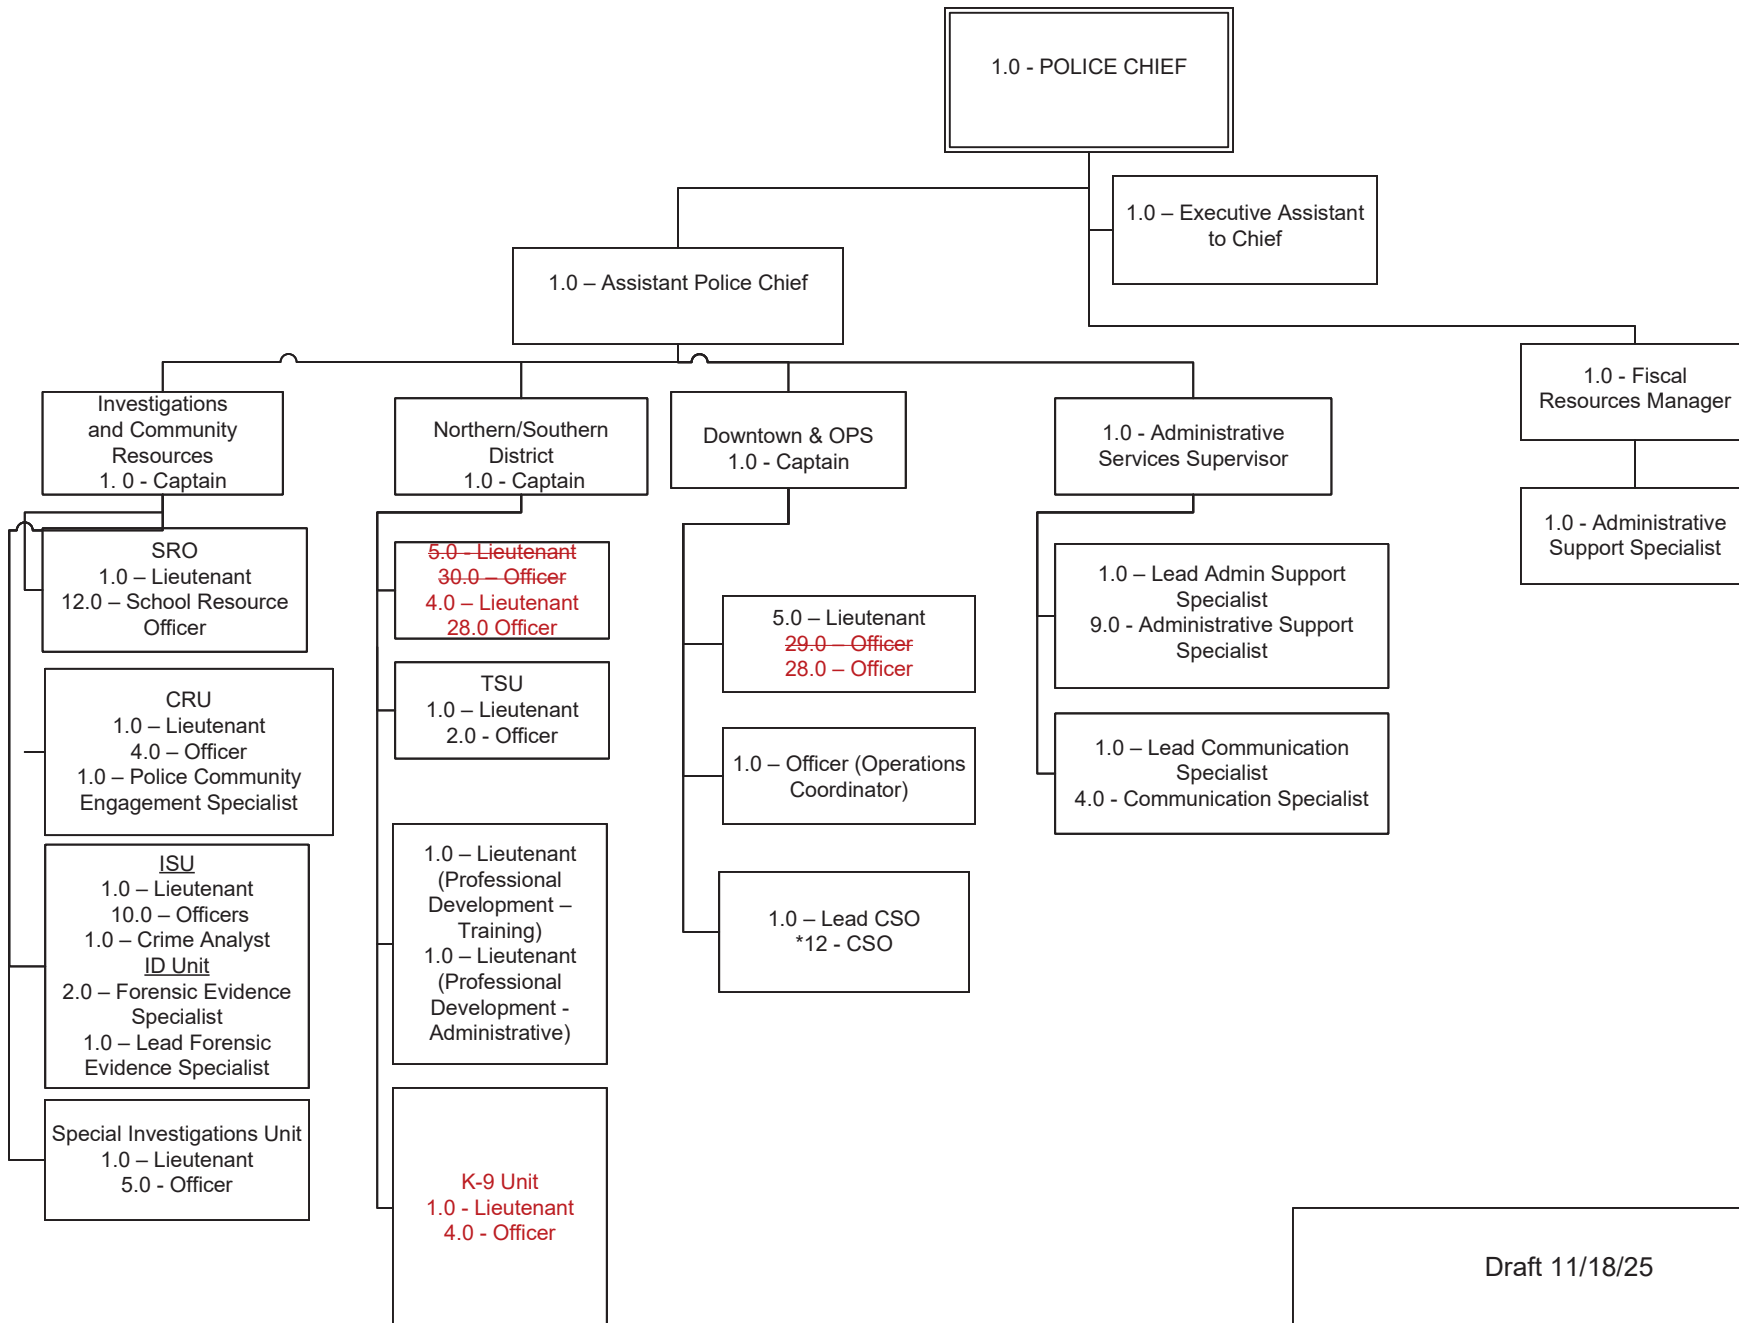 1.0 - POLICE CHIEF
1.0 – Executive Assistant
to Chief
1.0 – Assistant Police Chief
1.0 - Fiscal
Resources Manager
1.0 - Administrative
Support Specialist
Investigations
and Community
Resources
1. 0 - Captain
SRO
1.0 – Lieutenant
12.0 – School Resource
Officer
CRU
1.0 – Lieutenant
4.0 – Officer
1.0 – Police Community
Engagement Specialist
ISU
1.0 – Lieutenant
10.0 – Officers
1.0 – Crime Analyst
ID Unit
2.0 – Forensic Evidence
Specialist
1.0 – Lead Forensic
Evidence Specialist
Special Investigations Unit
1.0 – Lieutenant
5.0 - Officer
Northern/Southern
District
1.0 - Captain
5.0 - Lieutenant
30.0 – Officer
4.0 – Lieutenant
28.0 Officer
TSU
1.0 – Lieutenant
2.0 - Officer
1.0 – Lieutenant
(Professional
Development –
Training)
1.0 – Lieutenant
(Professional
Development -
Administrative)
K-9 Unit
1.0 - Lieutenant
4.0 - Officer
Downtown & OPS
1.0 - Captain
5.0 – Lieutenant
29.0 – Officer
28.0 – Officer
1.0 – Officer (Operations
Coordinator)
1.0 – Lead CSO
*12 - CSO
1.0 - Administrative
Services Supervisor
1.0 – Lead Admin Support
Specialist
9.0 - Administrative Support
Specialist
1.0 – Lead Communication
Specialist
4.0 - Communication Specialist
Draft 11/18/25